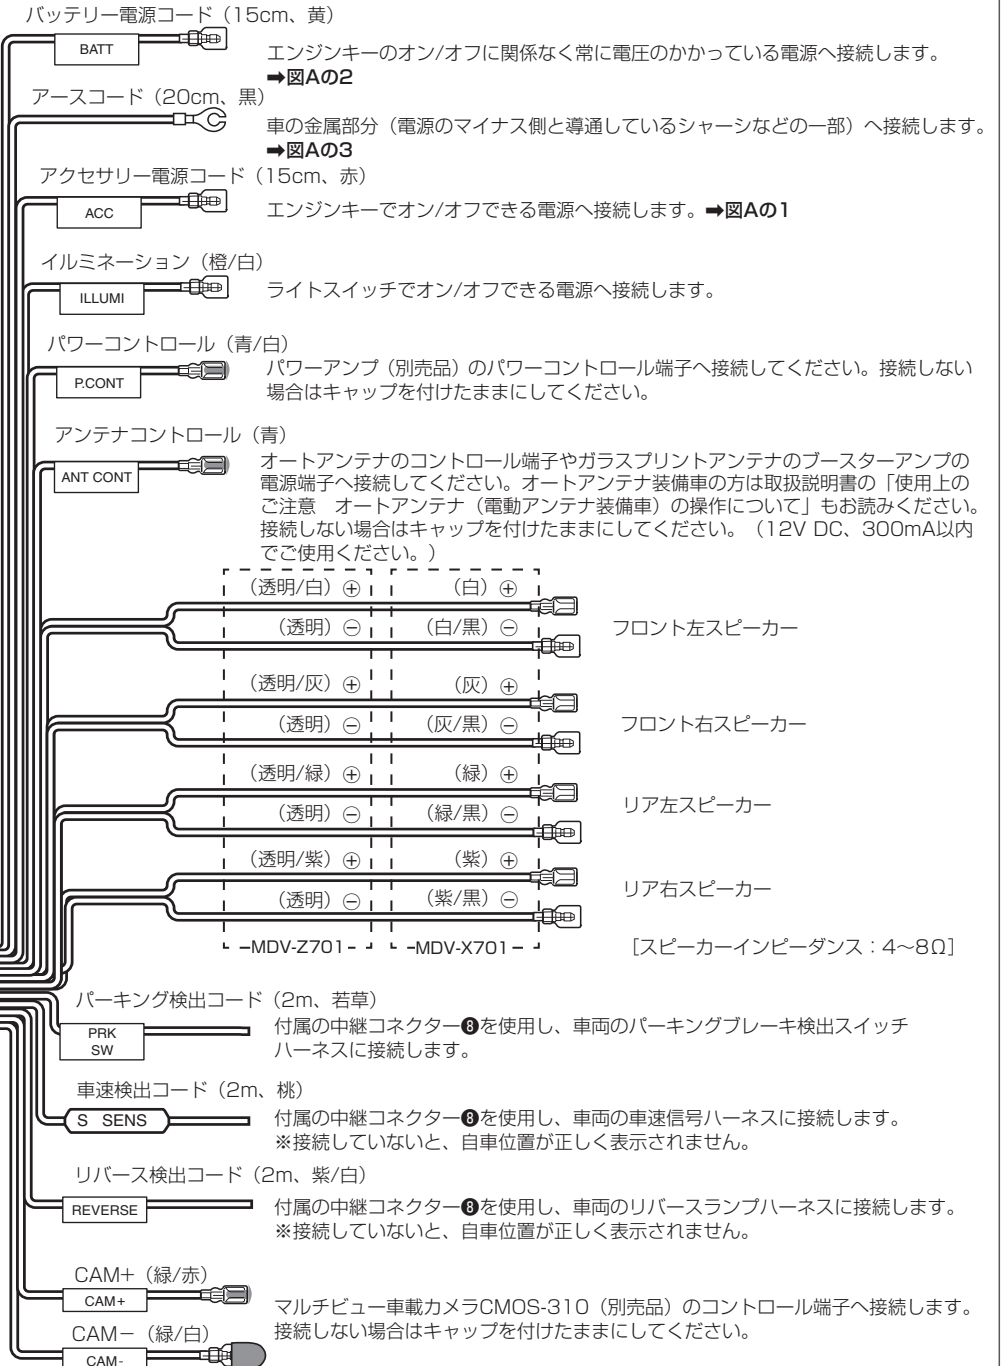 バッテリー電源コード（15cm、黄）
BATT
エンジンキーのオン/オフに関係なく常に電圧のかかっている電源へ接続します。
➡図Aの2
アースコード（20cm、黒）
車の金属部分（電源のマイナス側と導通しているシャーシなどの一部）へ接続します。
➡図Aの3
アクセサリー電源コード（15cm、赤）
ACC
エンジンキーでオン/オフできる電源へ接続します。➡図Aの1
イルミネーション（橙/白）
ILLUMI
ライトスイッチでオン/オフできる電源へ接続します。
パワーコントロール（青/白）
P.CONT
パワーアンプ（別売品）のパワーコントロール端子へ接続してください。接続しない
場合はキャップを付けたままにしてください。
アンテナコントロール（青）
ANT CONT
オートアンテナのコントロール端子やガラスプリントアンテナのブースターアンプの
電源端子へ接続してください。オートアンテナ装備車の方は取扱説明書の「使用上の
ご注意　オートアンテナ（電動アンテナ装備車）の操作について」もお読みください。
接続しない場合はキャップを付けたままにしてください。（12V DC、300mA以内
でご使用ください。）
（透明/白）⊕ （白）⊕
（透明）⊖ （白/黒）⊖
フロント左スピーカー
（透明/灰）⊕ （灰）⊕
（透明）⊖ （灰/黒）⊖
フロント右スピーカー
（透明/緑）⊕ （緑）⊕
（透明）⊖ （緑/黒）⊖
リア左スピーカー
（透明/紫）⊕ （紫）⊕
（透明）⊖ （紫/黒）⊖
リア右スピーカー
MDV-Z701 MDV-X701
［スピーカーインピーダンス：4〜8Ω］
パーキング検出コード（2m、若草）
PRK
SW
付属の中継コネクター❽を使用し、車両のパーキングブレーキ検出スイッチ
ハーネスに接続します。
車速検出コード（2m、桃）
S SENS
付属の中継コネクター❽を使用し、車両の車速信号ハーネスに接続します。
※接続していないと、自車位置が正しく表示されません。
リバース検出コード（2m、紫/白）
REVERSE
付属の中継コネクター❽を使用し、車両のリバースランプハーネスに接続します。
※接続していないと、自車位置が正しく表示されません。
CAM＋（緑/赤）
CAM+
マルチビュー車載カメラCMOS-310（別売品）のコントロール端子へ接続します。
接続しない場合はキャップを付けたままにしてください。
CAM－（緑/白）
CAM-